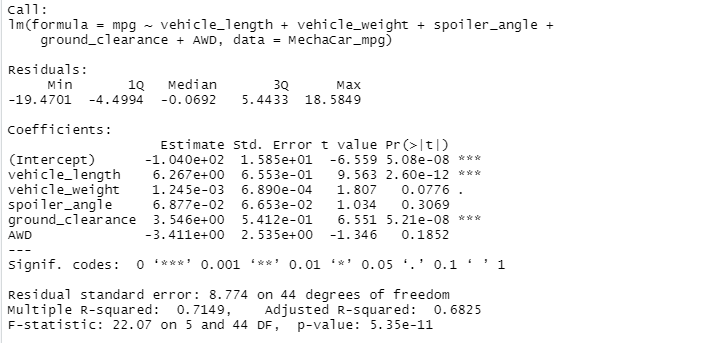 Call:
lm(formula = mpg ~ vehicle_length + vehicle_weight + spoiler_angle +
    ground_clearance + AWD, data = MechaCar_mpg)

Residuals:
     Min       1Q   Median       3Q      Max
-19.4701  -4.4994  -0.0692   5.4433  18.5849

Coefficients:
                   Estimate Std. Error t value Pr(>|t|)
(Intercept)      -1.040e+02  1.585e+01  -6.559 5.08e-08 ***
vehicle_length    6.267e+00  6.553e-01   9.563 2.60e-12 ***
vehicle_weight    1.245e-03  6.890e-04   1.807   0.0776 .
spoiler_angle     6.877e-02  6.653e-02   1.034   0.3069
ground_clearance  3.546e+00  5.412e-01   6.551 5.21e-08 ***
AWD              -3.411e+00  2.535e+00  -1.346   0.1852
---
Signif. codes:  0 ‘***’ 0.001 ‘**’ 0.01 ‘*’ 0.05 ‘.’ 0.1 ‘ ’ 1

Residual standard error: 8.774 on 44 degrees of freedom
Multiple R-squared:  0.7149,    Adjusted R-squared:  0.6825
F-statistic: 22.07 on 5 and 44 DF,  p-value: 5.35e-11